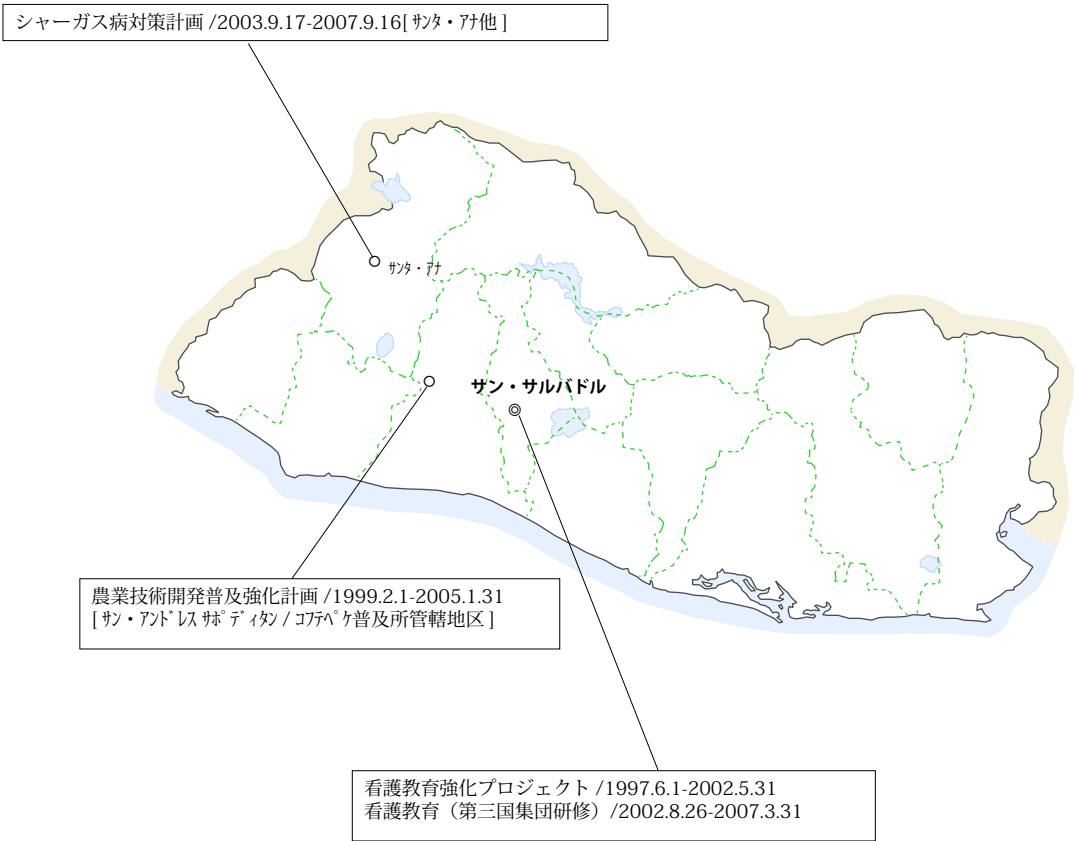 シャーガス病対策計画 /2003.9.17-2007.9.16[ ｻﾝﾀ・ｱﾅ他 ]
ｻﾝﾀ・ｱﾅ
サン・サルバドル
農業技術開発普及強化計画 /1999.2.1-2005.1.31
[ ｻﾝ・ｱﾝﾄﾞﾚｽ ｻﾎﾟﾃﾞｨﾀﾝ / ｺﾌﾃﾍﾟｹ普及所管轄地区 ]
看護教育強化プロジェクト /1997.6.1-2002.5.31
看護教育（第三国集団研修）/2002.8.26-2007.3.31